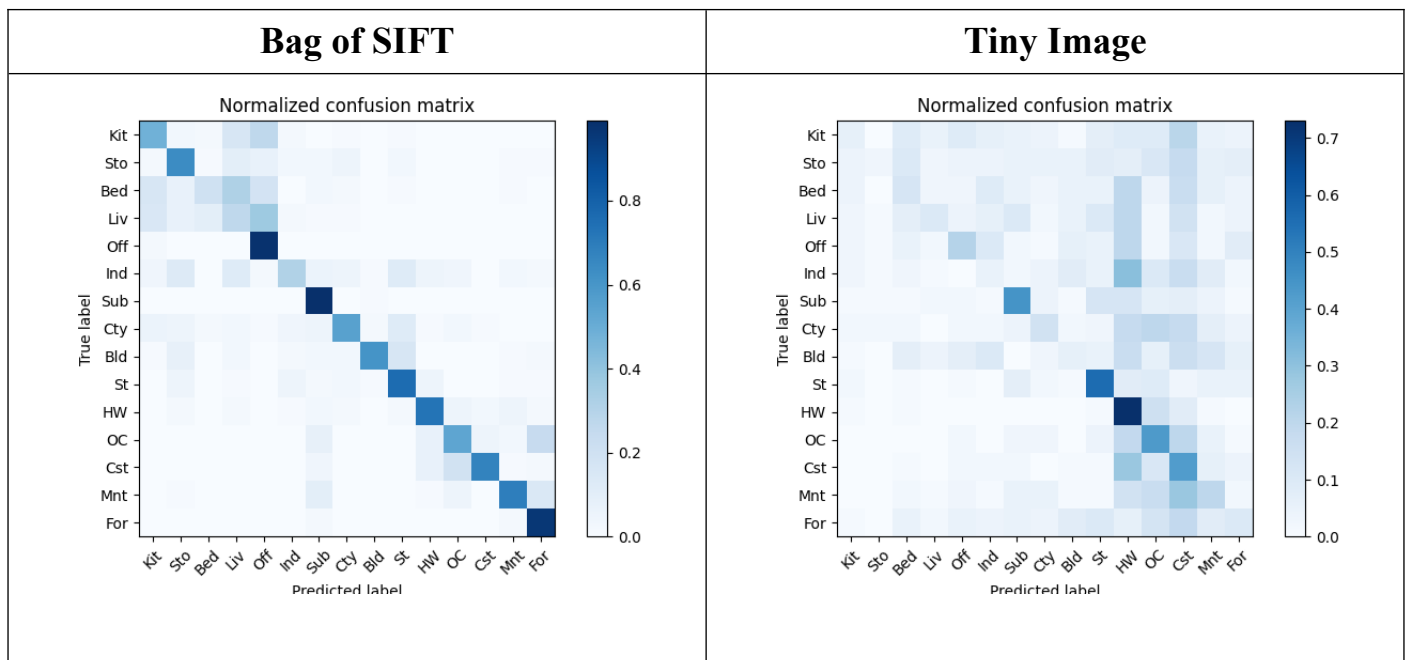 Bag of SIFT
Tiny Image
Normalized confusion matrix
Kit
Sto
Bed
Liv
Off
Ind
Sub
Cty
Bld
St
HW
OC
Cst
Mnt
For
True label
Kit Sto Bed Liv Off Ind Sub Cty Bld St HW OC Cst Mnt For
Predicted label
0.8
0.6
0.4
0.2
0.0
Normalized confusion matrix
Kit
Sto
Bed
Liv
Off
Ind
Sub
Cty
Bld
St
HW
OC
Cst
Mnt
For
True label
Kit Sto Bed Liv Off Ind Sub Cty Bld St HW OC Cst Mnt For
Predicted label
0.7
0.6
0.5
0.4
0.3
0.2
0.1
0.0